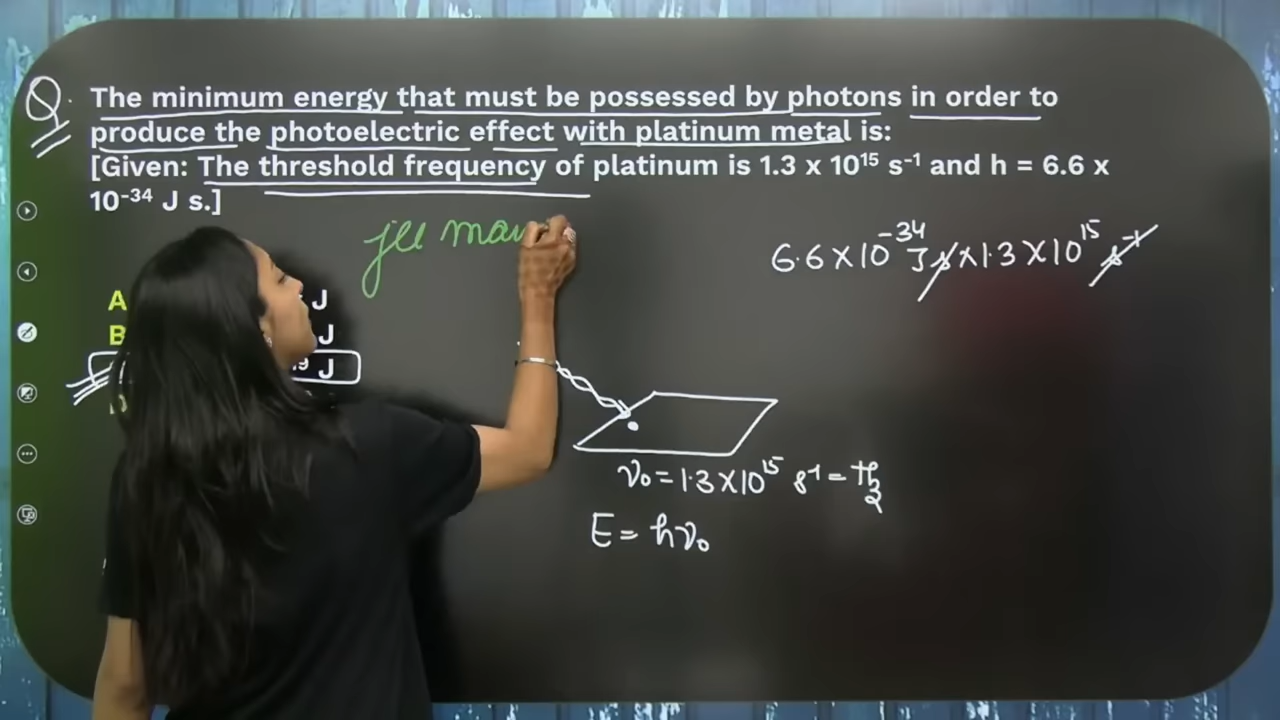 Q.
The minimum energy that must be possessed by photons in order to
produce the photoelectric effect with platinum metal is:
[Given: The threshold frequency of platinum is 1.3 x 10¹⁵ s⁻¹ and h = 6.6 x
10⁻³⁴ J s.]
jee
6.6 X 10⁻³⁴ J s X 1.3 X 10¹⁵ s⁻¹
A J
B J
J
ν₀ = 1.3 X 10¹⁵ s⁻¹ = Hz
E = hν₀